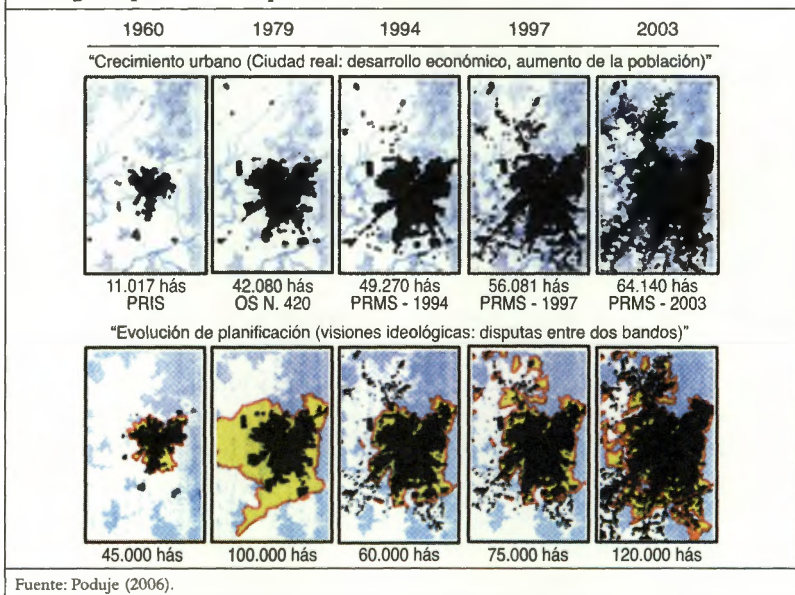 1960 1979 1994 1997 2003
"Crecimiento urbano (Ciudad real: desarrollo económico, aumento de la población)"
11.017 hás 42.080 hás 49.270 hás 56.081 hás 64.140 hás
PRIS OS N. 420 PRMS - 1994 PRMS - 1997 PRMS - 2003
"Evolución de planificación (visiones ideológicas: disputas entre dos bandos)"
45.000 hás 100.000 hás 60.000 hás 75.000 hás 120.000 hás
Fuente: Poduje (2006).